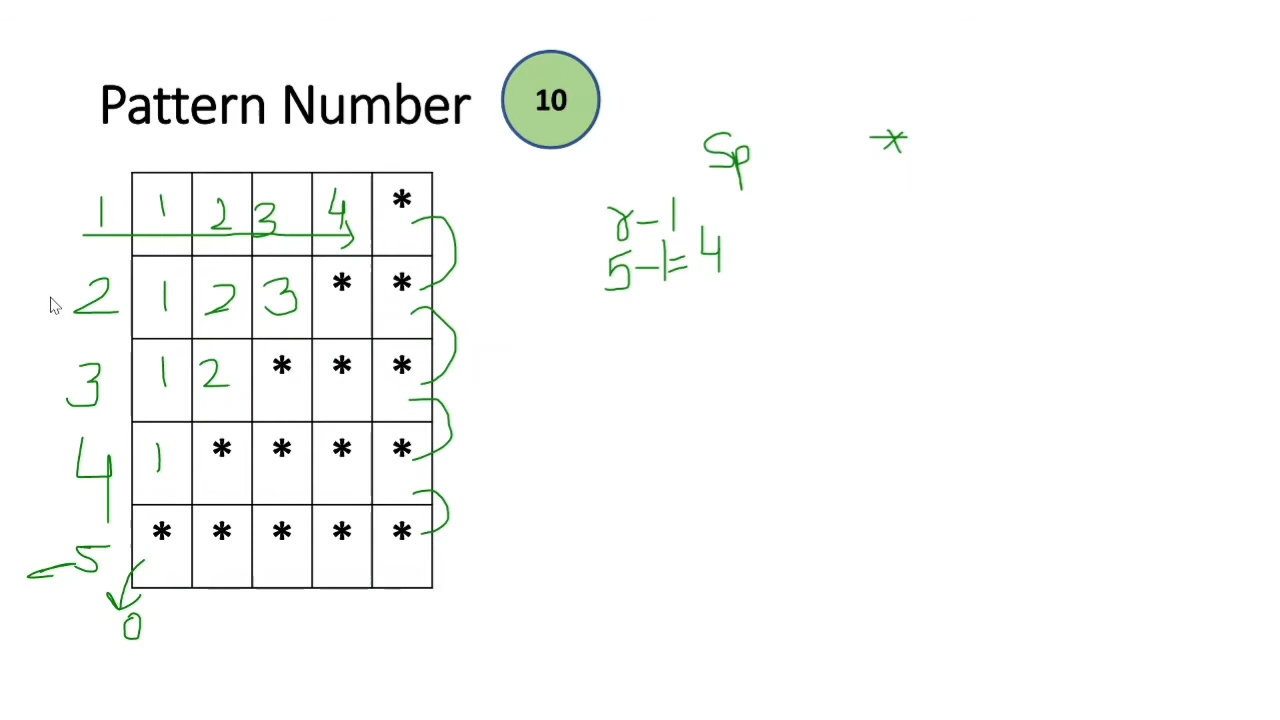 Pattern Number 10
Sp *
1 1 2 3 4 *
r-1
5-1=4
2 1 2 3 * *
3 1 2 * * *
4 1 * * * *
5 * * * * *
0